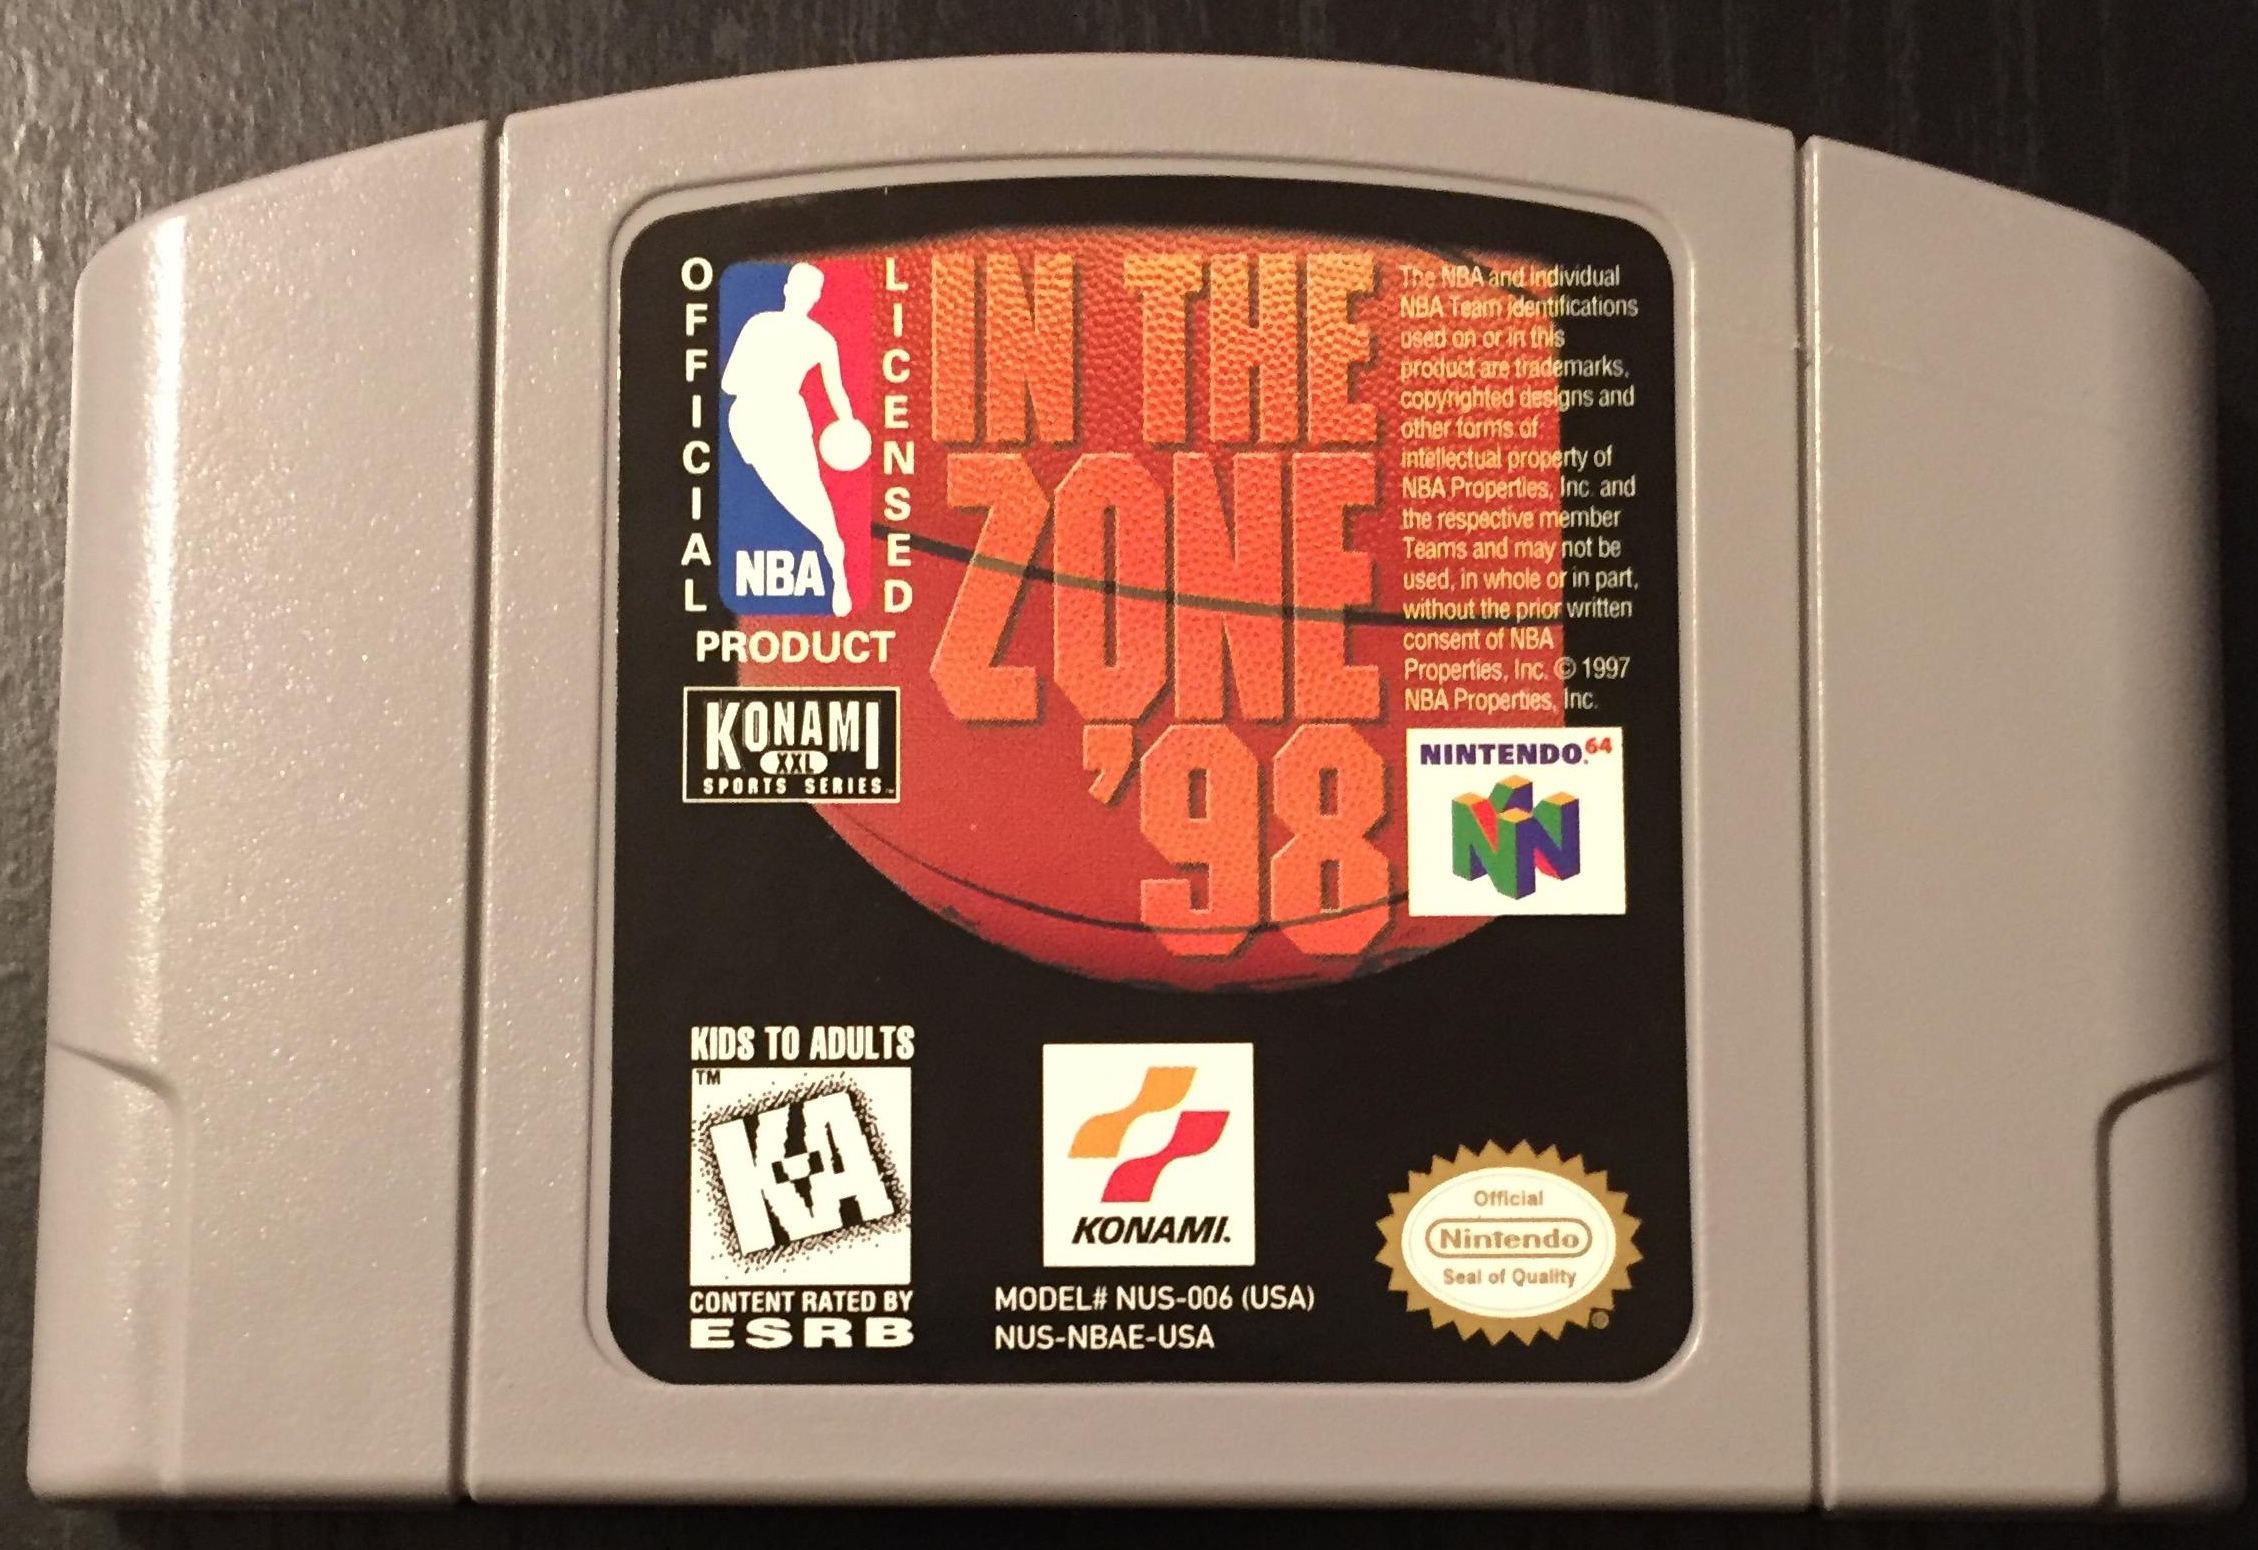 OFFICIAL
LICENSED
NBA
PRODUCT
KONAMI
XXL
SPORTS SERIES™
IN THE
ZONE
'98
The NBA and individual
NBA Team identifications
used on or in this
product are trademarks,
copyrighted designs and
other forms of
intellectual property of
NBA Properties, Inc. and
the respective member
Teams and may not be
used, in whole or in part,
without the prior written
consent of NBA
Properties, Inc. © 1997
NBA Properties, Inc.
NINTENDO64
KIDS TO ADULTS
TM
K-A
CONTENT RATED BY
ESRB
KONAMI.
MODEL# NUS-006 (USA)
NUS-NBAE-USA
Official
Nintendo
Seal of Quality
®